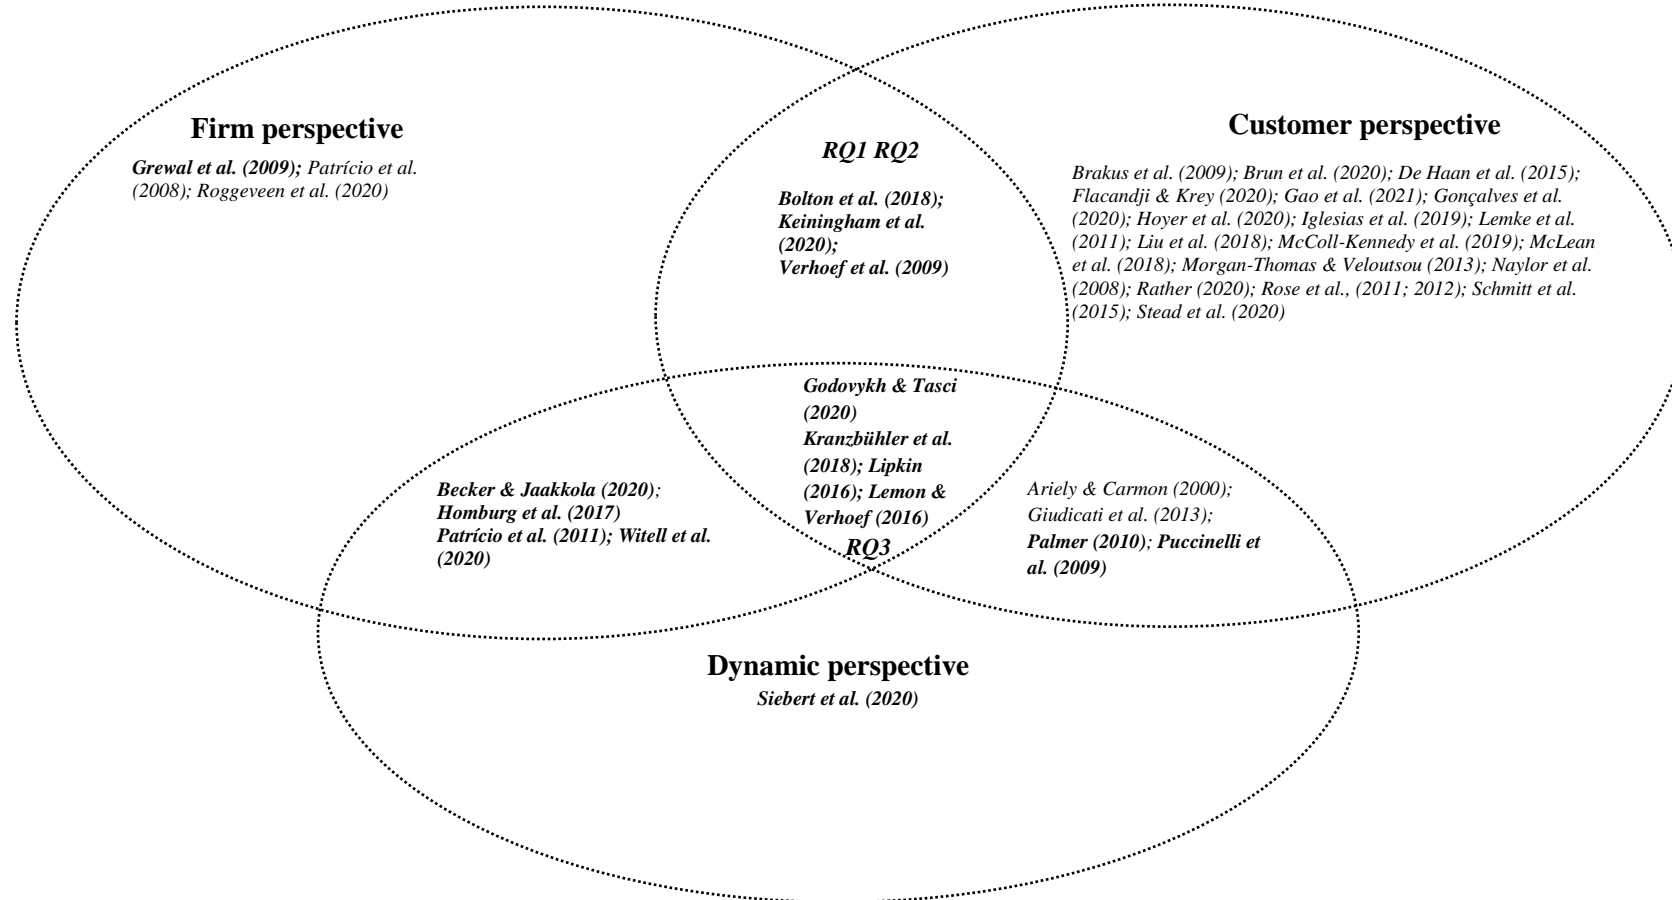 Firm perspective
Grewal et al. (2009); Patrício et al.
(2008); Roggeveen et al. (2020)
RQ1 RQ2
Bolton et al. (2018);
Keiningham et al.
(2020);
Verhoef et al. (2009)
Customer perspective
Brakus et al. (2009); Brun et al. (2020); De Haan et al. (2015);
Flacandji & Krey (2020); Gao et al. (2021); Gonçalves et al.
(2020); Hoyer et al. (2020); Iglesias et al. (2019); Lemke et al.
(2011); Liu et al. (2018); McColl-Kennedy et al. (2019); McLean
et al. (2018); Morgan-Thomas & Veloutsou (2013); Naylor et al.
(2008); Rather (2020); Rose et al., (2011; 2012); Schmitt et al.
(2015); Stead et al. (2020)
Godovykh & Tasci
(2020)
Kranzbühler et al.
(2018); Lipkin
(2016); Lemon &
Verhoef (2016)
RQ3
Becker & Jaakkola (2020);
Homburg et al. (2017)
Patrício et al. (2011); Witell et al.
(2020)
Ariely & Carmon (2000);
Giudicati et al. (2013);
Palmer (2010); Puccinelli et
al. (2009)
Dynamic perspective
Siebert et al. (2020)